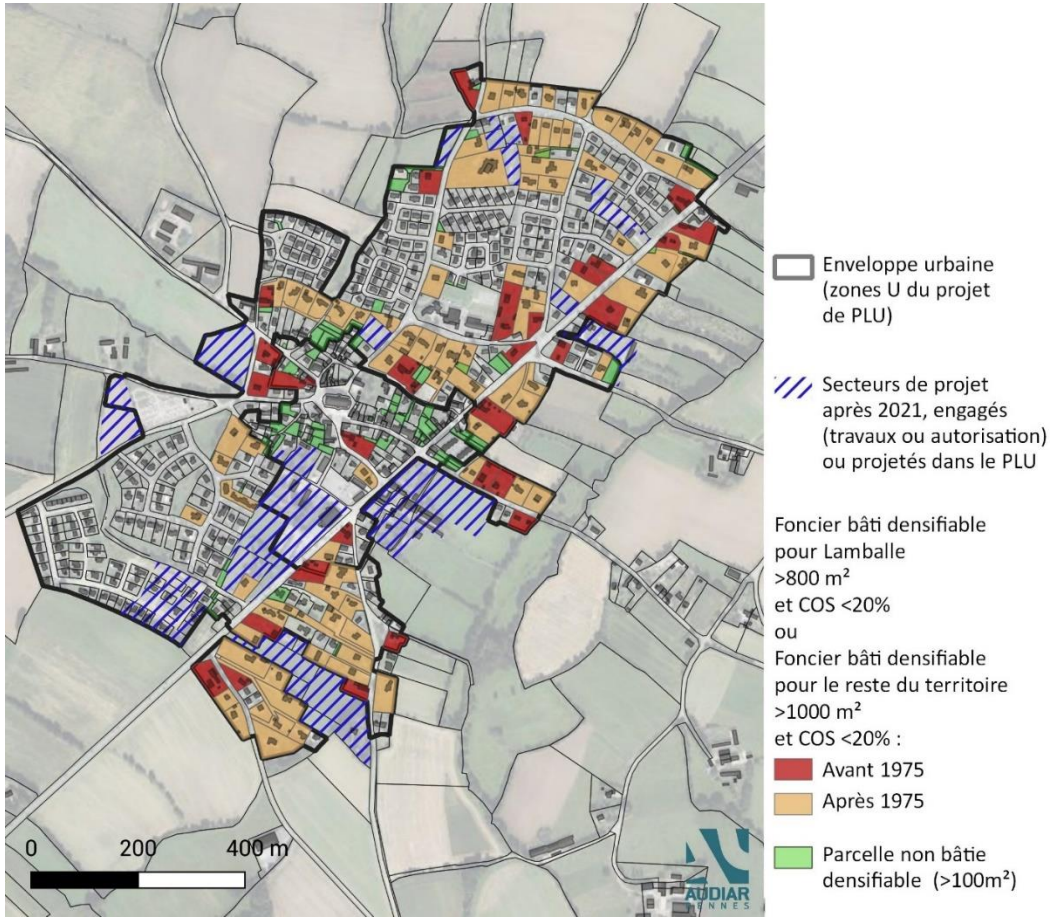 Enveloppe urbaine
(zones U du projet
de PLU)
Secteurs de projet
après 2021, engagés
(travaux ou autorisation)
ou projetés dans le PLU
Foncier bâti densifiable
pour Lamballe
>800 m²
et COS <20%
ou
Foncier bâti densifiable
pour le reste du territoire
>1000 m²
et COS <20% :
Avant 1975
Après 1975
Parcelle non bâtie
densifiable (>100m²)
0 200 400 m
AUDIAR
RENNES